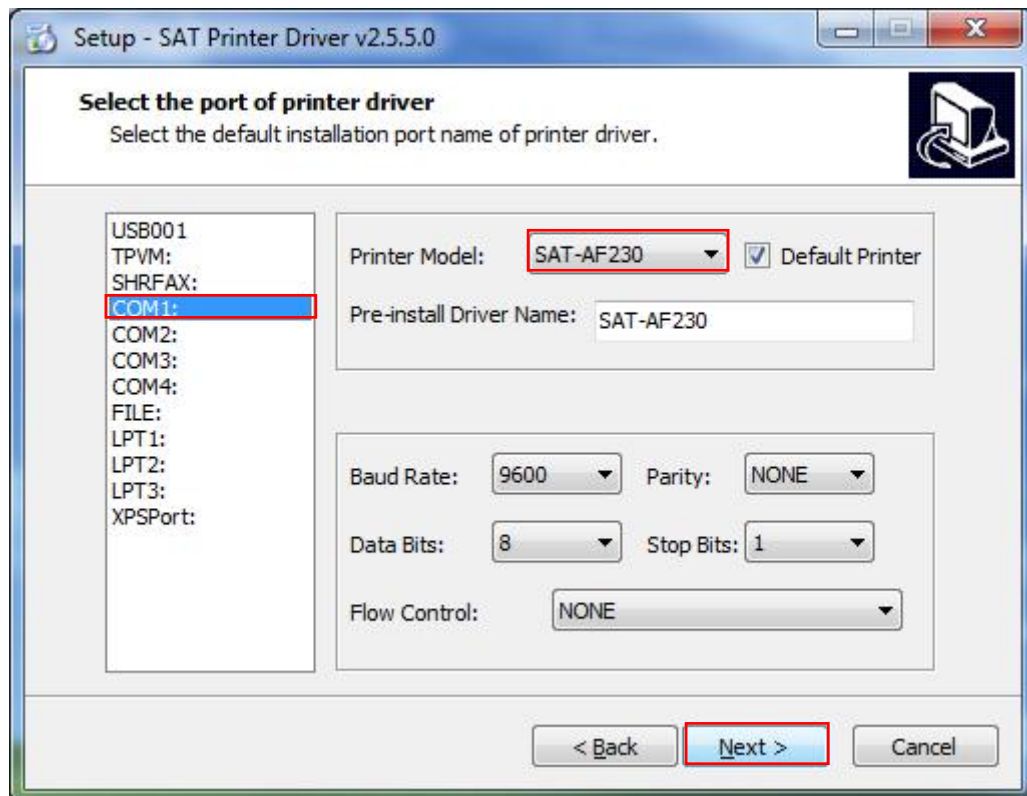 Setup - SAT Printer Driver v2.5.5.0
Select the port of printer driver
Select the default installation port name of printer driver.
USB001
TPVM:
SHRFAX:
COM1:
COM2:
COM3:
COM4:
FILE:
LPT1:
LPT2:
LPT3:
XPSPort:
Printer Model: SAT-AF230 Default Printer
Pre-install Driver Name: SAT-AF230
Baud Rate: 9600 Parity: NONE
Data Bits: 8 Stop Bits: 1
Flow Control: NONE
< Back Next > Cancel